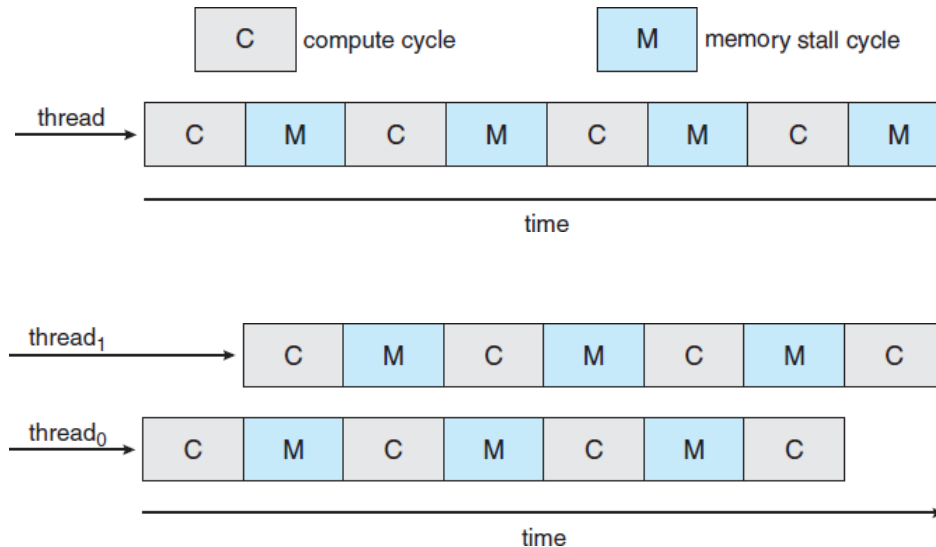 C compute cycle M memory stall cycle
thread
C M C M C M C M
time
thread₁
C M C M C M C
thread₀
C M C M C M C
time